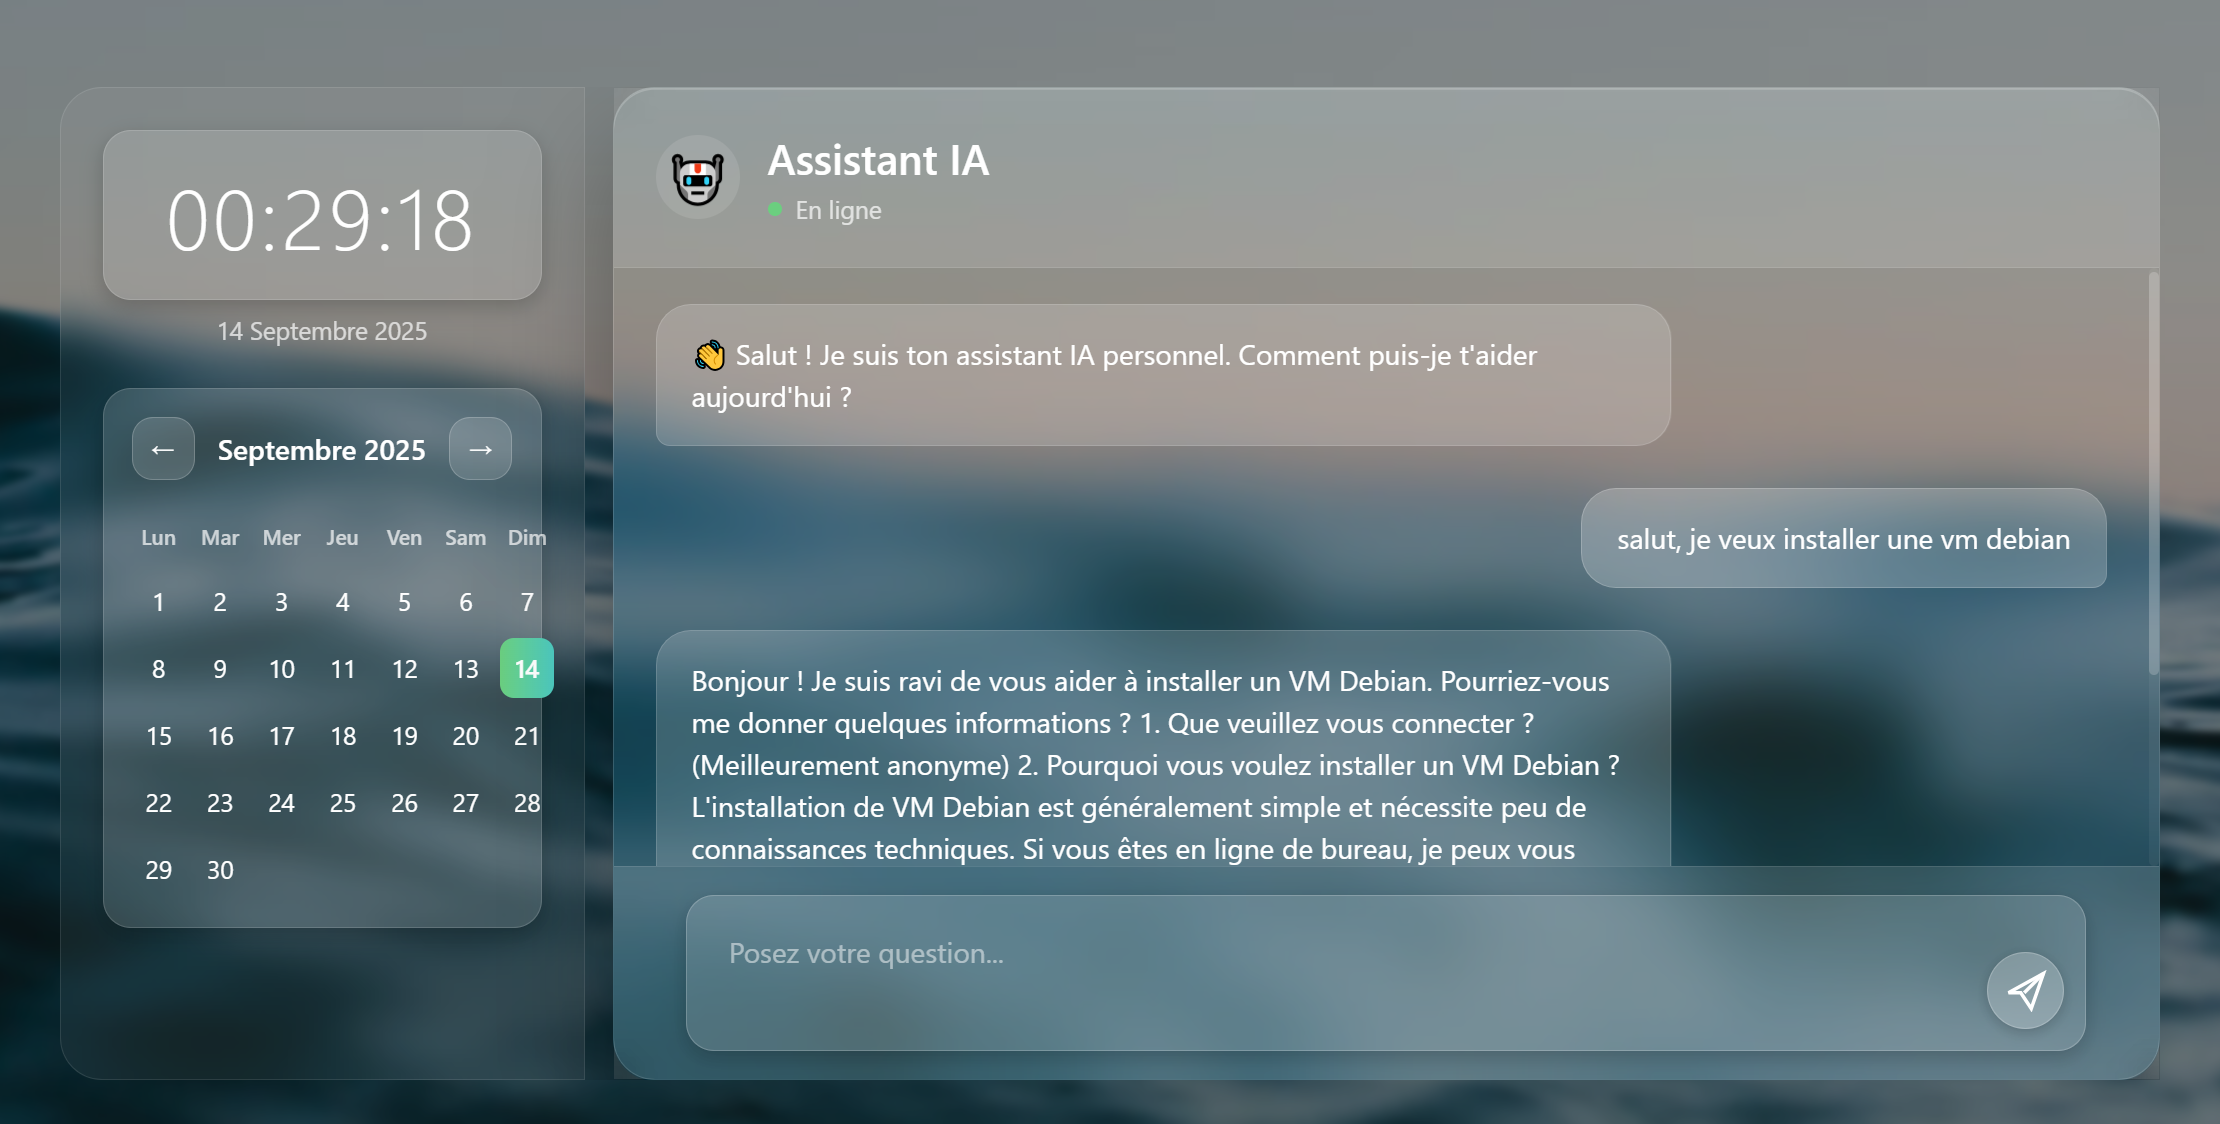 00:29:18
14 Septembre 2025
← Septembre 2025 →
Lun Mar Mer Jeu Ven Sam Dim
1 2 3 4 5 6 7
8 9 10 11 12 13 14
15 16 17 18 19 20 21
22 23 24 25 26 27 28
29 30
Assistant IA
En ligne
👋 Salut ! Je suis ton assistant IA personnel. Comment puis-je t'aider
aujourd'hui ?
salut, je veux installer une vm debian
Bonjour ! Je suis ravi de vous aider à installer un VM Debian. Pourriez-vous
me donner quelques informations ? 1. Que veuillez vous connecter ?
(Meilleurement anonyme) 2. Pourquoi vous voulez installer un VM Debian ?
L'installation de VM Debian est généralement simple et nécessite peu de
connaissances techniques. Si vous êtes en ligne de bureau, je peux vous
Posez votre question...